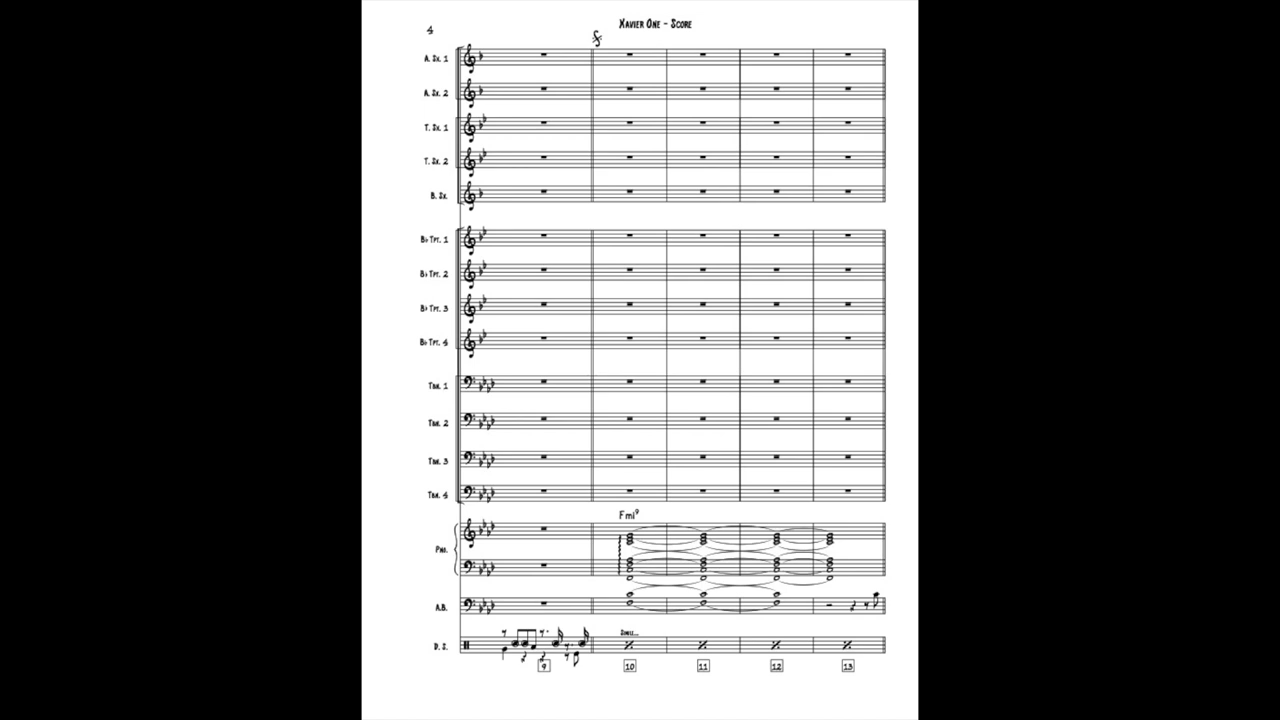 4
Xavier One - Score
A. Sx. 1
A. Sx. 2
T. Sx. 1
T. Sx. 2
B. Sx.
B♭ Tpt. 1
B♭ Tpt. 2
B♭ Tpt. 3
B♭ Tpt. 4
Tbn. 1
Tbn. 2
Tbn. 3
Tbn. 4
Fmi9
Pno.
A.B.
Simile...
D. S.
9 10 11 12 13